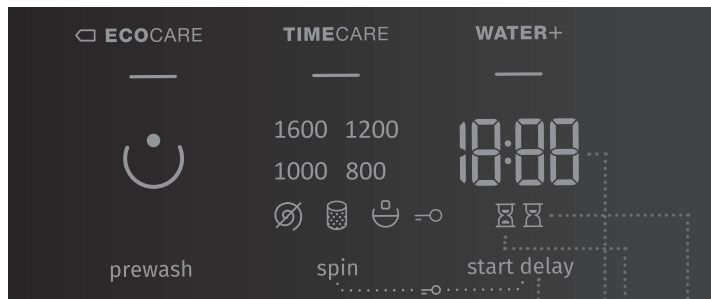 ECOCARE TIMECARE WATER+
1600 1200 18:88
1000 800
prewash spin start delay